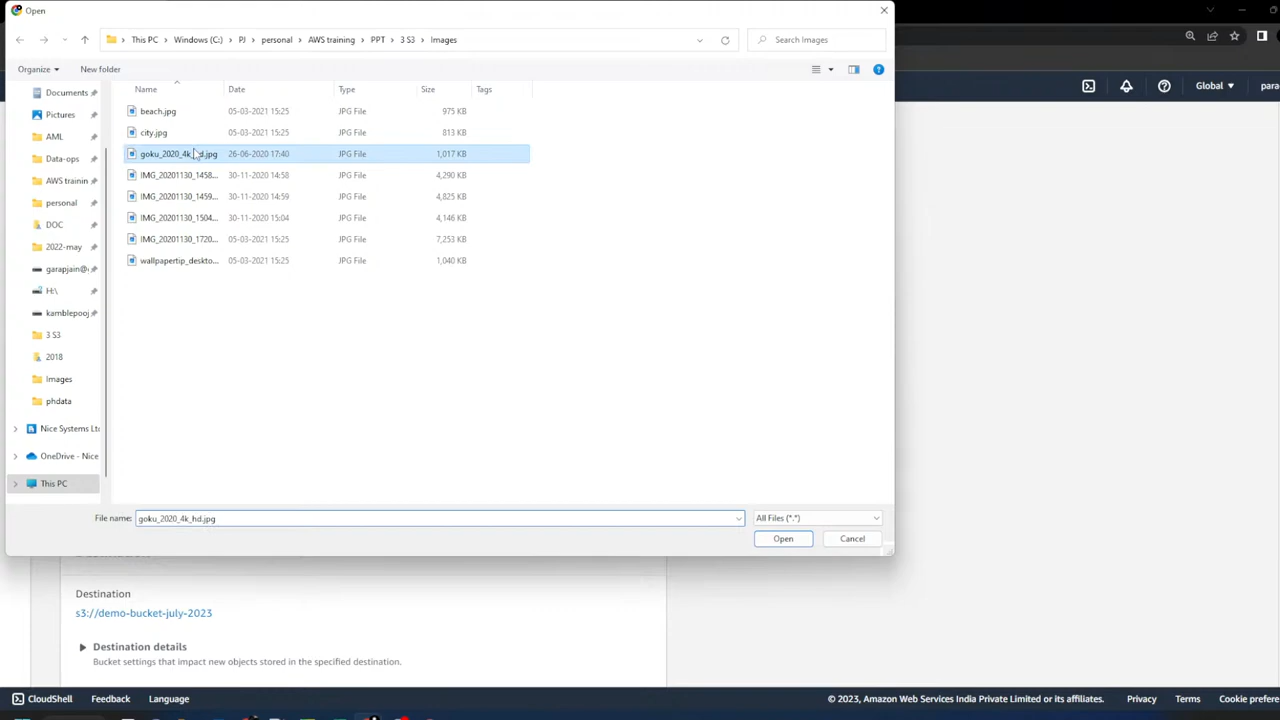 Open
This PC > Windows (C:) > PJ > personal > AWS training > PPT > 3 S3 > Images
Search Images
Organize
New folder
Global
para
Name Date Type Size Tags
Documents
Pictures
AML
Data-ops
AWS trainin
personal
DOC
2022-may
garapjain@
H:\
kamblepooj
3 S3
2018
Images
phdata
Nice Systems Ltd
OneDrive - Nice
This PC
beach.jpg 05-03-2021 15:25 JPG File 975 KB
city.jpg 05-03-2021 15:25 JPG File 813 KB
goku_2020_4k_hd.jpg 26-06-2020 17:40 JPG File 1,017 KB
IMG_20201130_1458... 30-11-2020 14:58 JPG File 4,290 KB
IMG_20201130_1459... 30-11-2020 14:59 JPG File 4,825 KB
IMG_20201130_1504... 30-11-2020 15:04 JPG File 4,146 KB
IMG_20201130_1720... 05-03-2021 15:25 JPG File 7,253 KB
wallpapertip_deskto... 05-03-2021 15:25 JPG File 1,040 KB
File name: goku_2020_4k_hd.jpg
All Files (*.*)
Open
Cancel
Destination
s3://demo-bucket-july-2023
Destination details
Bucket settings that impact new objects stored in the specified destination.
CloudShell Feedback Language
© 2023, Amazon Web Services India Private Limited or its affiliates. Privacy Terms Cookie prefere